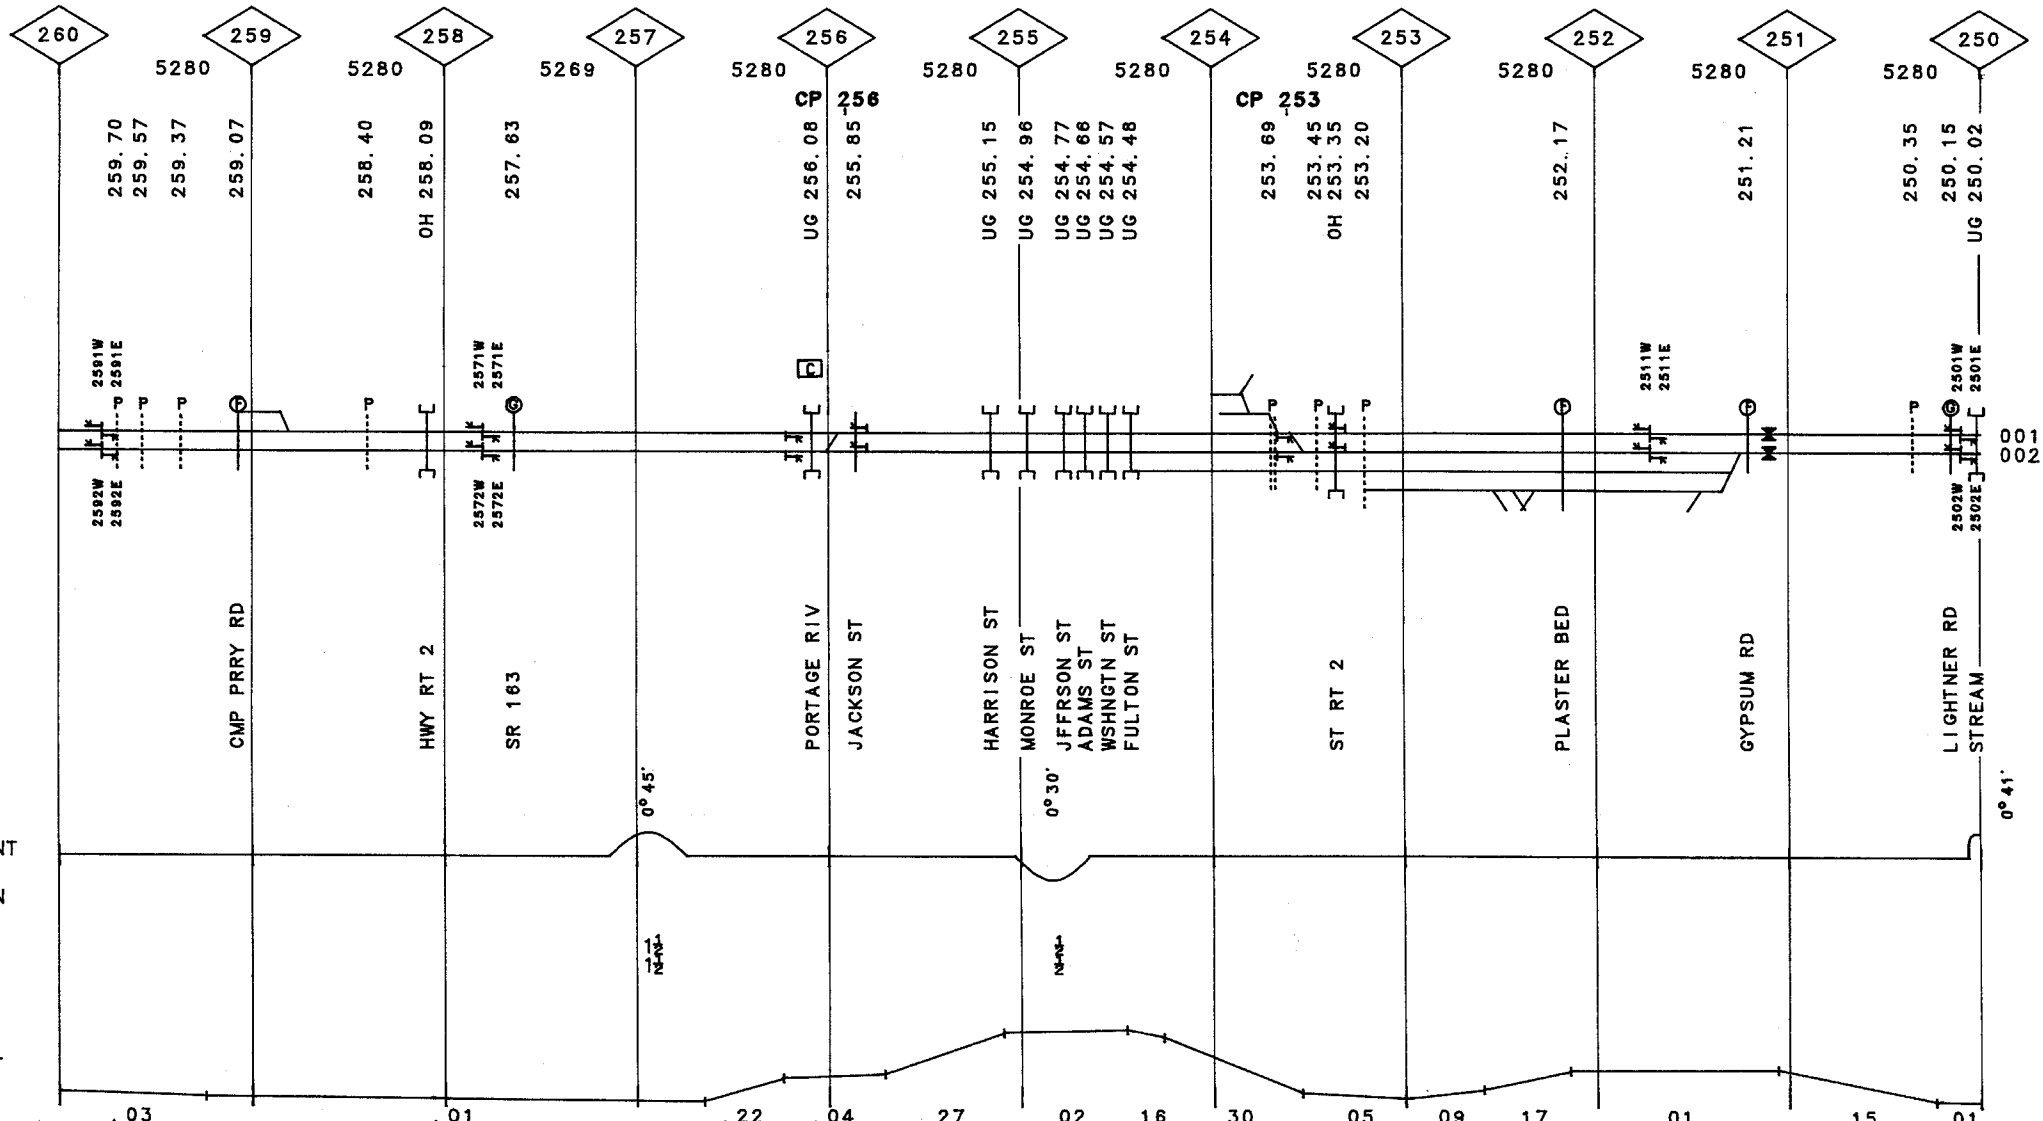 260 259 258 257 256 255 254 253 252 251 250
5280 5280 5269 5280 5280 5280 5280 5280 5280 5280
CP 256 CP 253
259.70
259.57
259.37
259.07
258.40
OH 258.09
257.63
UG 256.08
255.85
UG 255.15
UG 254.96
UG 254.77
UG 254.66
UG 254.57
UG 254.48
253.69
253.45
OH 253.35
253.20
252.17
251.21
250.35
250.15
UG 250.02
2591W
2591E
2571W
2571E
2511W
2511E
2501W
2501E
P P P F P G C P P P F F P G
001
002
2592W
2592E
2572W
2572E
2502W
2502E
CMP PRRY RD
HWY RT 2
SR 163
PORTAGE RIV
JACKSON ST
HARRISON ST
MONROE ST
JFFRSON ST
ADAMS ST
WSHNGTN ST
FULTON ST
ST RT 2
PLASTER BED
GYPSUM RD
LIGHTNER RD
STREAM
0°45'
0°30'
0°41'
NT
N
.03 .01 .22 .04 .27 .02 .16 .30 .05 .09 .17 .01 .15 .01